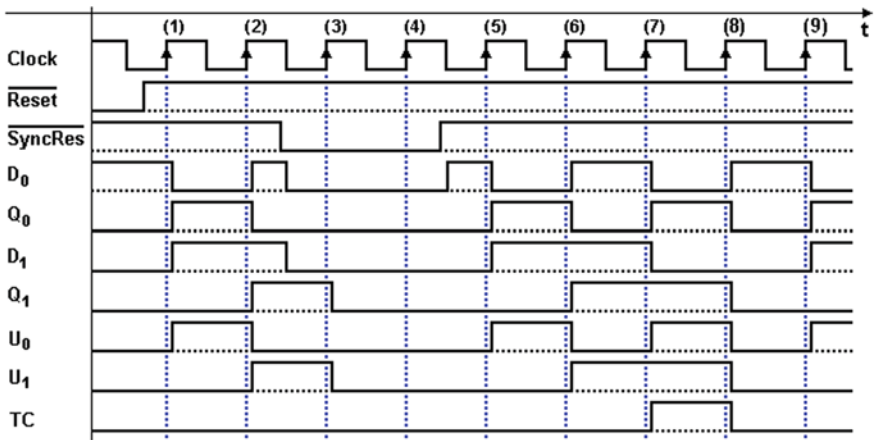 (1) (2) (3) (4) (5) (6) (7) (8) (9) t
Clock
Reset
SyncRes
D₀
Q₀
D₁
Q₁
U₀
U₁
TC